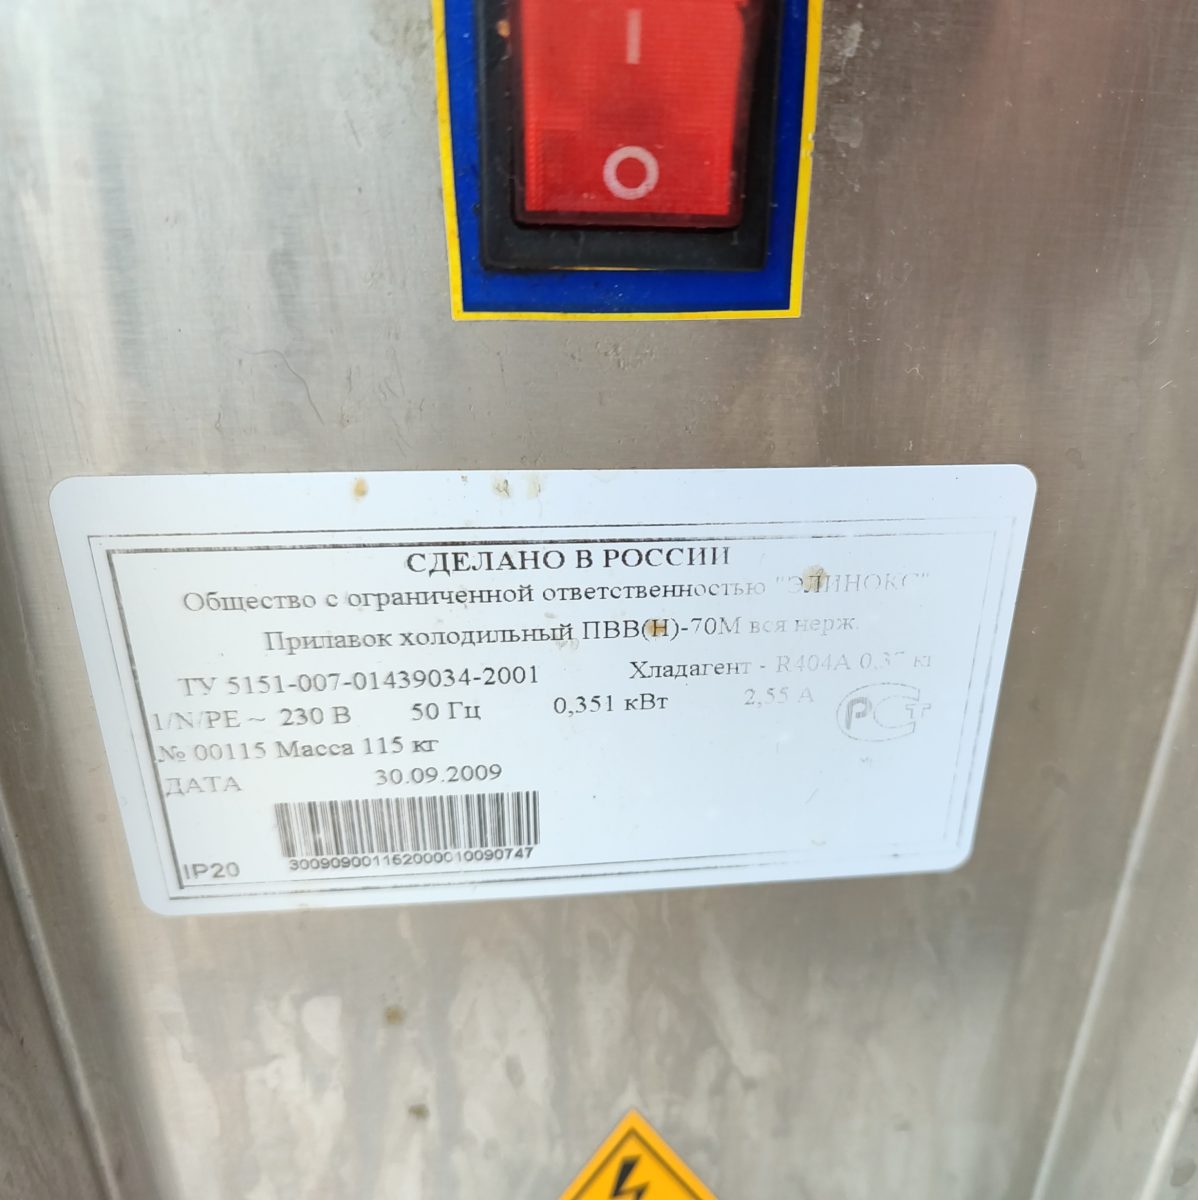 I
O
СДЕЛАНО В РОССИИ
Общество с ограниченной ответственностью "ЭЛИНОКС"
Прилавок холодильный ПВВ(Н)-70М вся нерж.
ТУ 5151-007-01439034-2001 Хладагент - R404A кг
1/N/PE ~ 230 В 50 Гц 0,351 кВт 2,55 А
№ 00115 Масса 115 кг
ДАТА 30.09.2009
300909001162000010090747
IP20